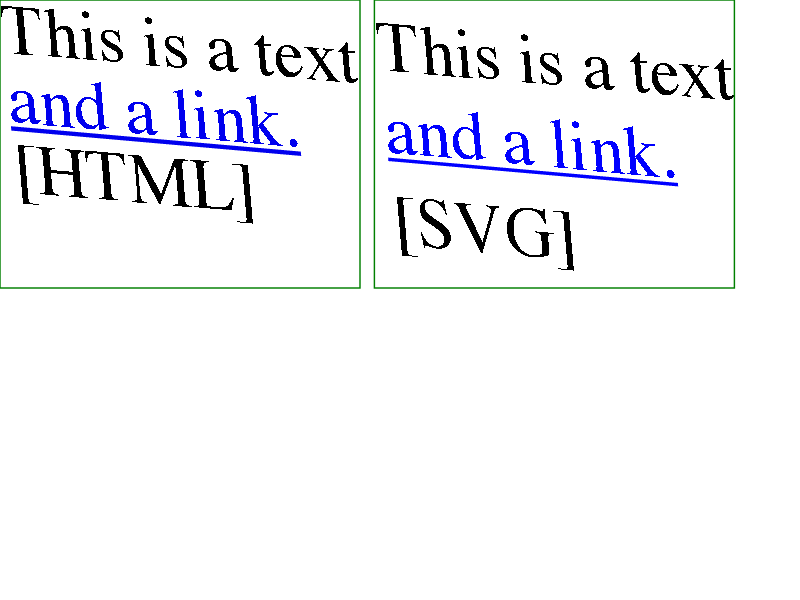 This is a text
and a link.
[HTML]
This is a text
and a link.
[SVG]